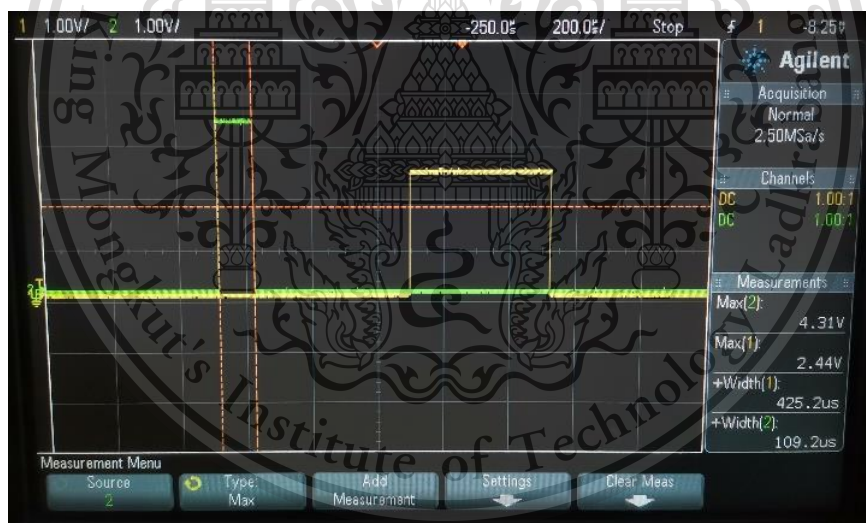 1 1.00V/ 2 1.00V/ -250.0s 200.0s/ Stop 1 -8.25V
Agilent
Acquisition
Normal
2.50MSa/s
Channels
DC 1.00:1
DC 1.00:1
Measurements
Max(2):
4.31V
Max(1):
2.44V
+Width(1):
425.2us
+Width(2):
109.2us
Measurement Menu
Source
2
Type:
Max
Add
Measurement
Settings
Clear Meas
King Mongkut's Institute of Technology Ladkrabang